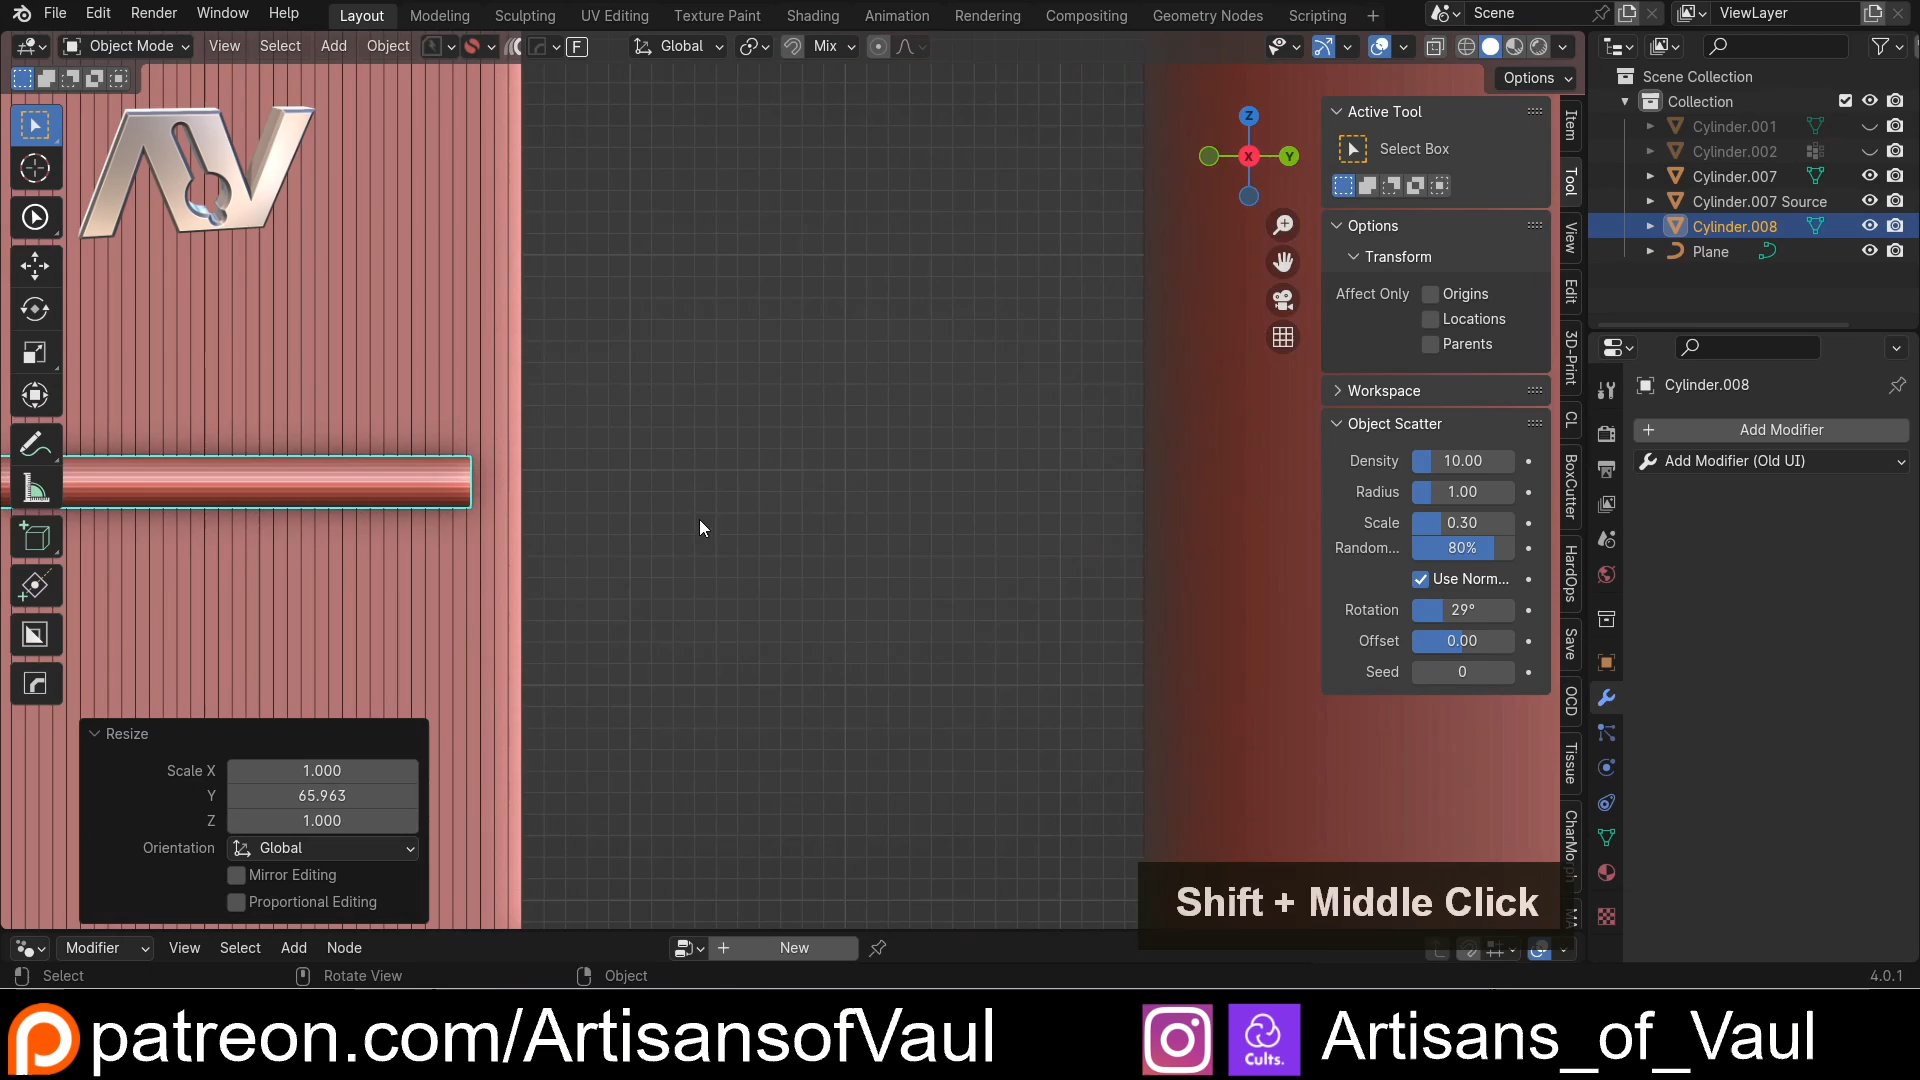 File Edit Render Window Help Layout Modeling Sculpting UV Editing Texture Paint Shading Animation Rendering Compositing Geometry Nodes Scripting + Scene ViewLayer
Object Mode View Select Add Object F Global Mix
Options
AV
Z
X
Y
Active Tool
Select Box
Options
Transform
Affect Only Origins
Locations
Parents
Workspace
Object Scatter
Density 10.00
Radius 1.00
Scale 0.30
Random... 80%
Use Norm...
Rotation 29°
Offset 0.00
Seed 0
Item
Tool
View
Edit
3D-Print
CL
BoxCutter
HardOps
Save
OCD
Tissue
CharMorph
MA
Scene Collection
Collection
Cylinder.001
Cylinder.002
Cylinder.007
Cylinder.007 Source
Cylinder.008
Plane
Cylinder.008
+ Add Modifier
Add Modifier (Old UI)
Resize
Scale X 1.000
Y 65.963
Z 1.000
Orientation Global
Mirror Editing
Proportional Editing
Shift + Middle Click
Modifier View Select Add Node + New
Select Rotate View Object 4.0.1
patreon.com/ArtisansofVaul Cults. Artisans_of_Vaul